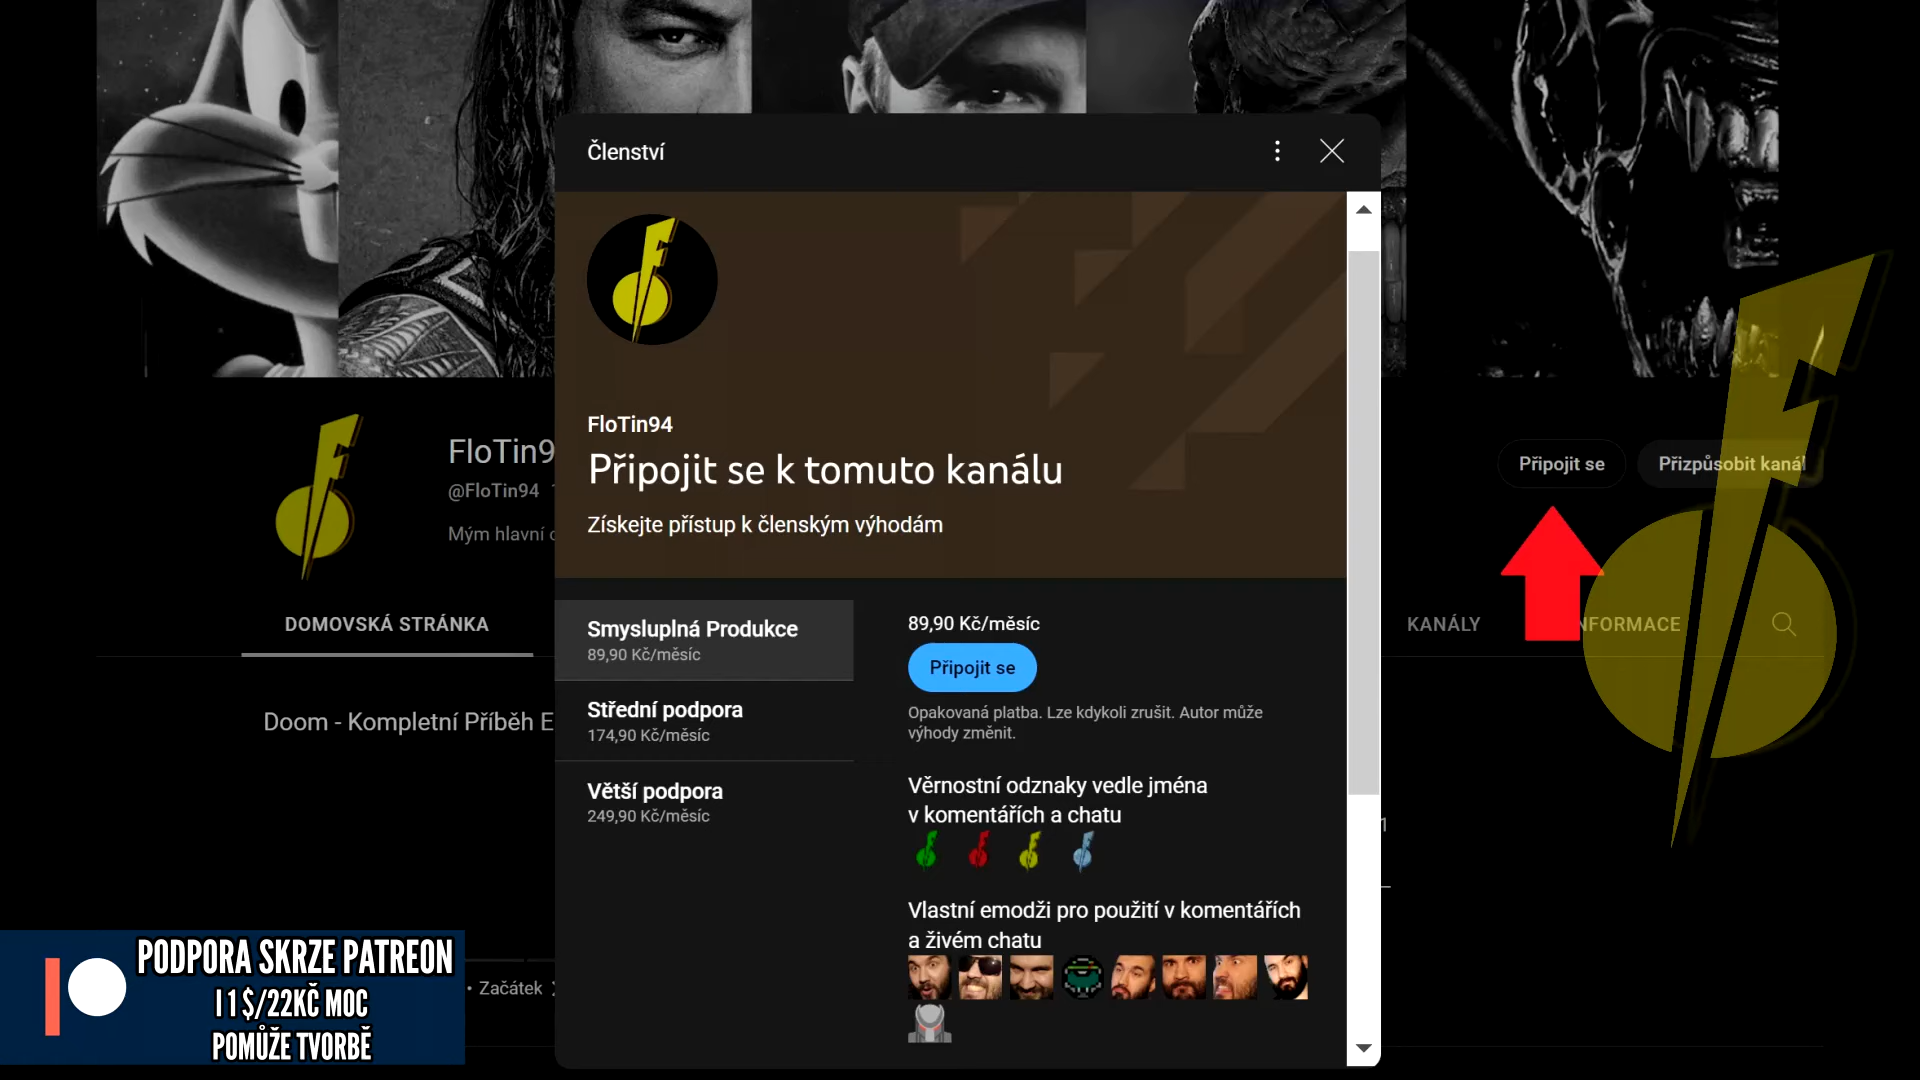 Členství
FloTin94
Připojit se k tomuto kanálu
Získejte přístup k členským výhodám
FloTin9
@FloTin94
Mým hlavní
Připojit se
Přizpůsobit kanál
DOMOVSKÁ STRÁNKA
KANÁLY
NFORMACE
Smysluplná Produkce
89,90 Kč/měsíc
Střední podpora
174,90 Kč/měsíc
Větší podpora
249,90 Kč/měsíc
89,90 Kč/měsíc
Připojit se
Opakovaná platba. Lze kdykoli zrušit. Autor může
výhody změnit.
Věrnostní odznaky vedle jména
v komentářích a chatu
Vlastní emodži pro použití v komentářích
a živém chatu
Doom - Kompletní Příběh E
• Začátek
PODPORA SKRZE PATREON
I 1 $/22KČ MOC
POMŮŽE TVORBĚ